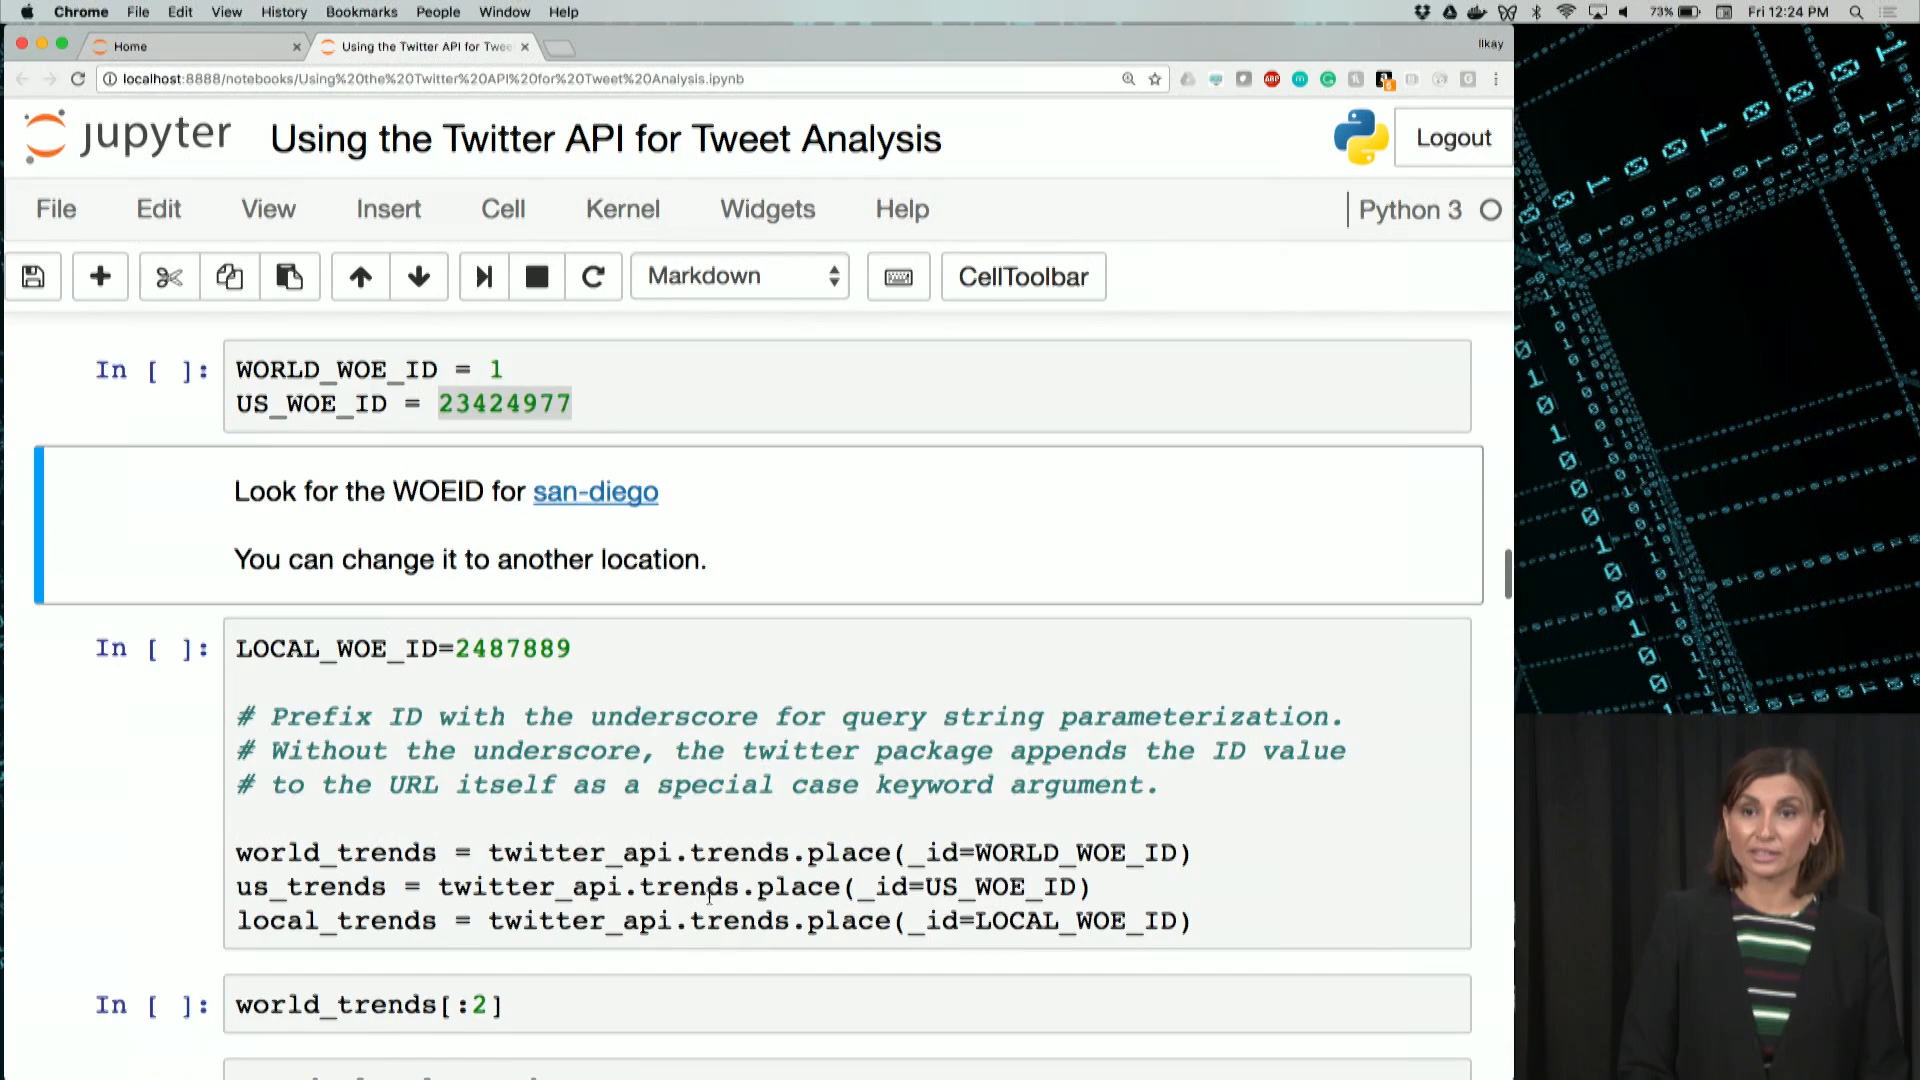 Chrome File Edit View History Bookmarks People Window Help 73% Fri 12:24 PM
Home Using the Twitter API for Twee Ilkay
localhost:8888/notebooks/Using%20the%20Twitter%20API%20for%20Tweet%20Analysis.ipynb ABP
jupyter Using the Twitter API for Tweet Analysis Logout
File Edit View Insert Cell Kernel Widgets Help Python 3
Markdown CellToolbar
In [ ]: WORLD_WOE_ID = 1
US_WOE_ID = 23424977
Look for the WOEID for san-diego
You can change it to another location.
In [ ]: LOCAL_WOE_ID=2487889
# Prefix ID with the underscore for query string parameterization.
# Without the underscore, the twitter package appends the ID value
# to the URL itself as a special case keyword argument.
world_trends = twitter_api.trends.place(_id=WORLD_WOE_ID)
us_trends = twitter_api.trends.place(_id=US_WOE_ID)
local_trends = twitter_api.trends.place(_id=LOCAL_WOE_ID)
In [ ]: world_trends[:2]